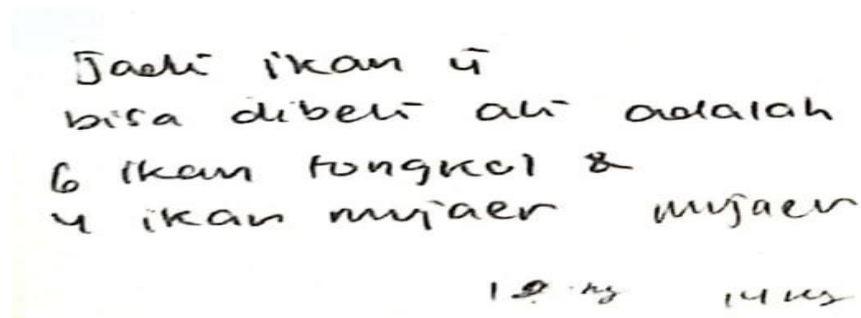 Jadi ikan ÿ
bisa dibeli ali adalah
6 ikan tongkol &
4 ikan mujaer mujaer
14 kg